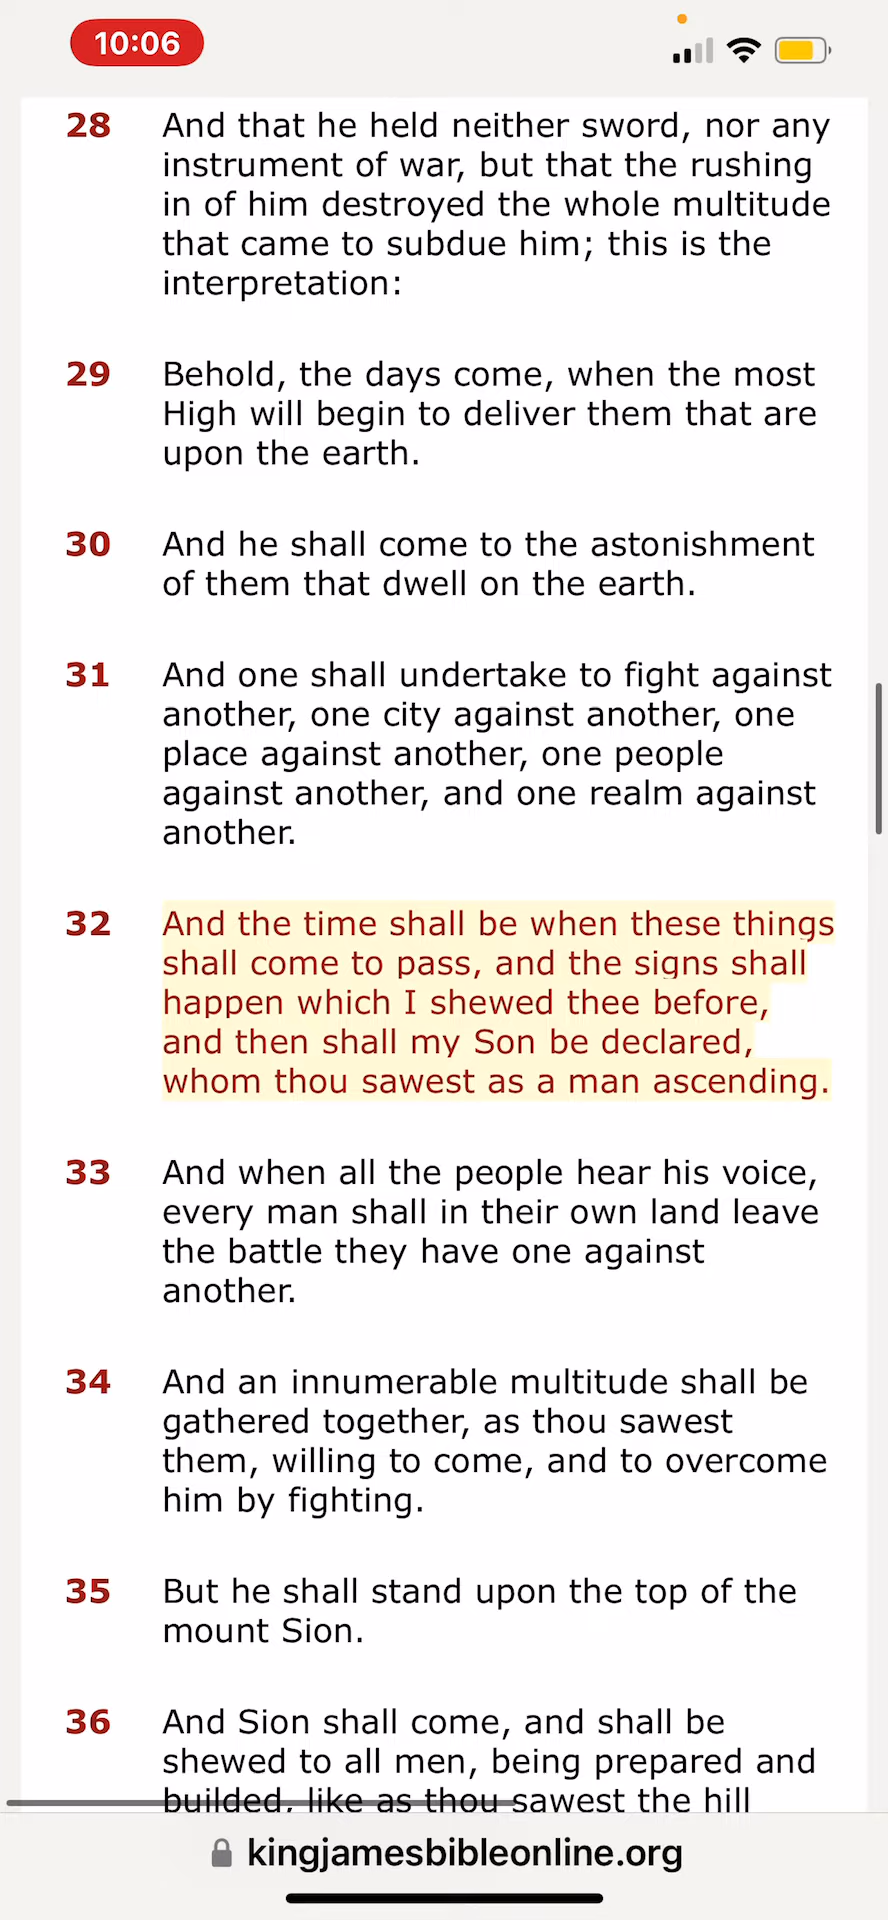 10:06
28 And that he held neither sword, nor any
instrument of war, but that the rushing
in of him destroyed the whole multitude
that came to subdue him; this is the
interpretation:
29 Behold, the days come, when the most
High will begin to deliver them that are
upon the earth.
30 And he shall come to the astonishment
of them that dwell on the earth.
31 And one shall undertake to fight against
another, one city against another, one
place against another, one people
against another, and one realm against
another.
32 And the time shall be when these things
shall come to pass, and the signs shall
happen which I shewed thee before,
and then shall my Son be declared,
whom thou sawest as a man ascending.
33 And when all the people hear his voice,
every man shall in their own land leave
the battle they have one against
another.
34 And an innumerable multitude shall be
gathered together, as thou sawest
them, willing to come, and to overcome
him by fighting.
35 But he shall stand upon the top of the
mount Sion.
36 And Sion shall come, and shall be
shewed to all men, being prepared and
builded, like as thou sawest the hill
kingjamesbibleonline.org